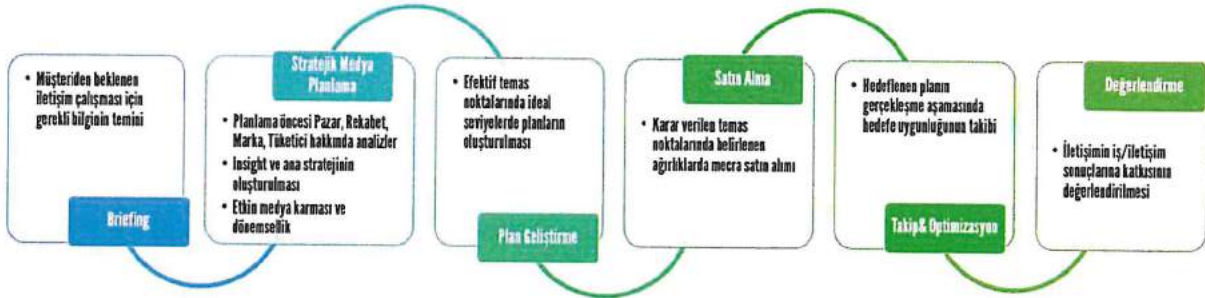 • Müşteriden beklenen
iletişim çalışması için
gerekli bilginin temini
Briefing
Stratejik Medya
Planlama
• Planlama öncesi Pazar, Rekabet,
Marka, Tüketici hakkında analizler
• Insight ve ana stratejinin
oluşturulması
• Etkin medya karması ve
dönemsellik
• Efektif temas
noktalarında ideal
seviyelerde planların
oluşturulması
Plan Geliştirme
Satın Alma
• Karar verilen temas
noktalarında belirlenen
ağırlıklarda mecra satın alımı
• Hedeflenen planın
gerçekleşme aşamasında
hedefe uygunluğunun takibi
Takip& Optimizasyon
Değerlendirme
• İletişimin iş/iletişim
sonuçlarına katkısının
değerlendirilmesi